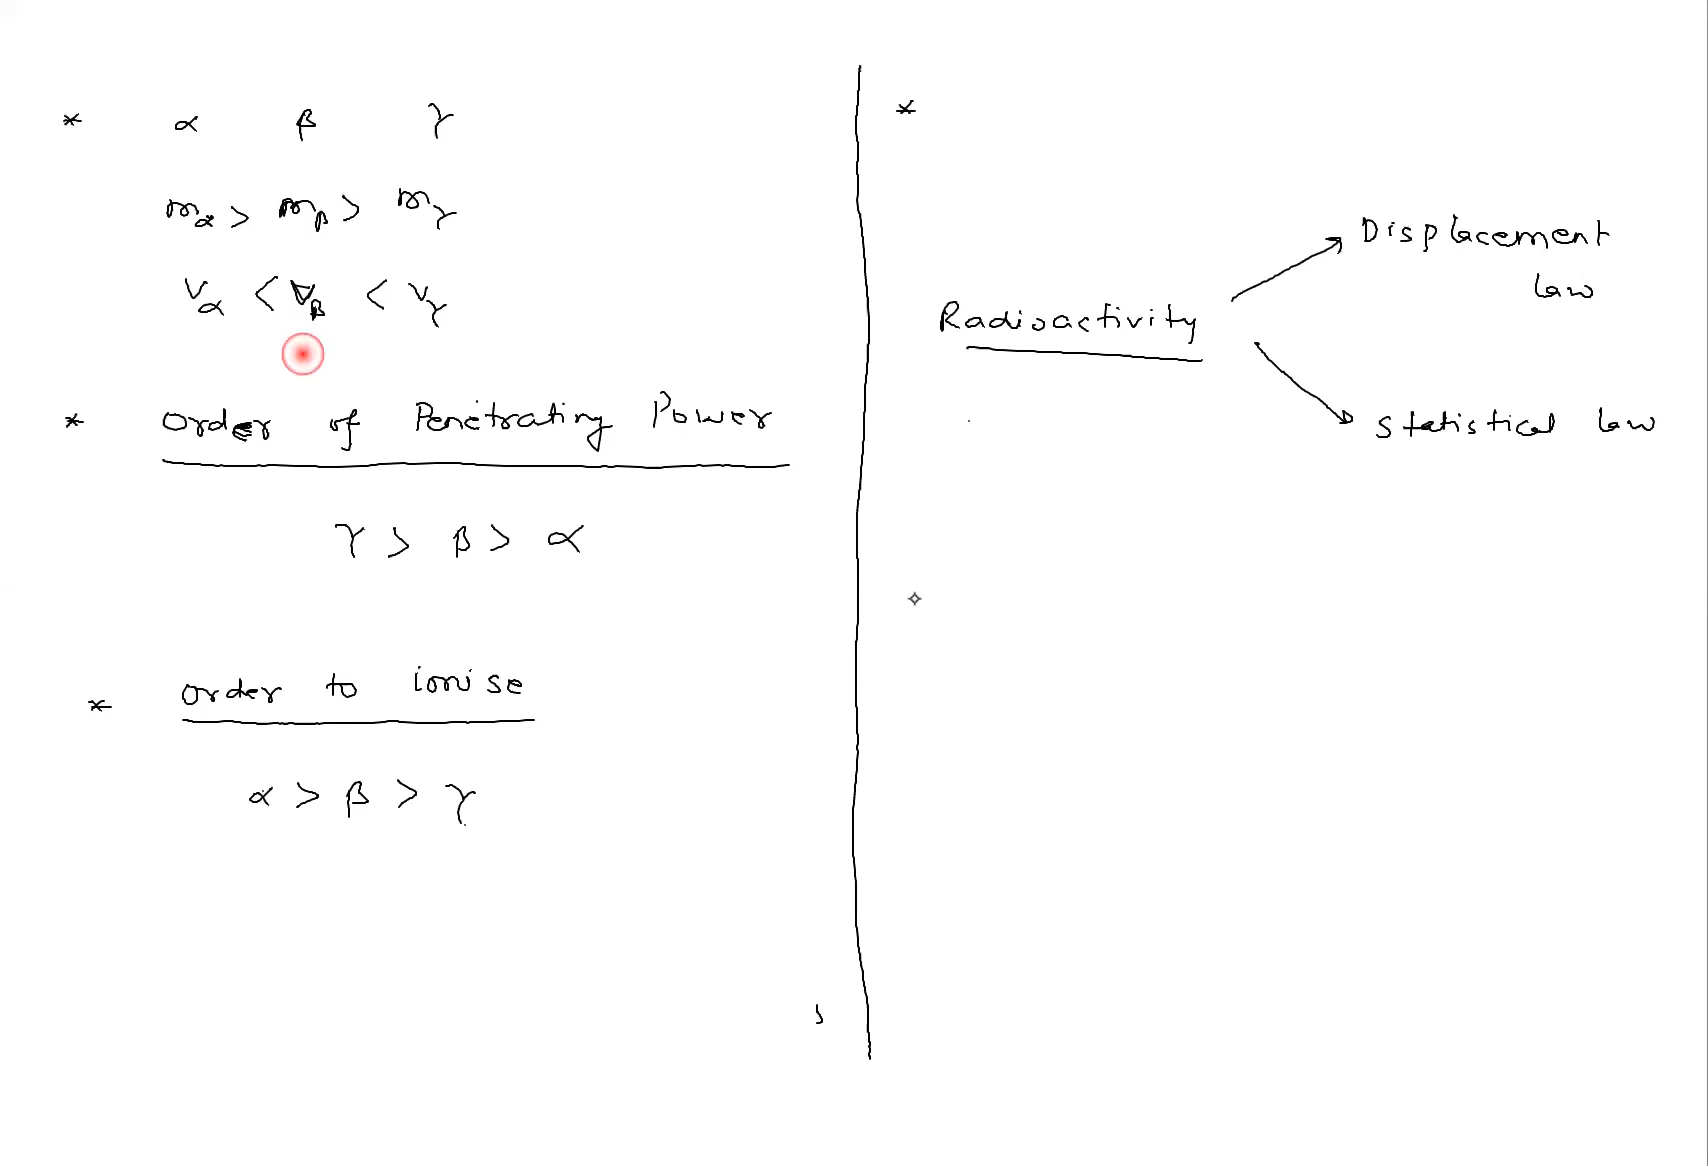 * α β γ
mα > mβ > mγ
vα < vβ < vγ
* Order of Penetrating Power
γ > β > α
* order to ionise
α > β > γ
*
Radioactivity
Displacement
law
Statistical law